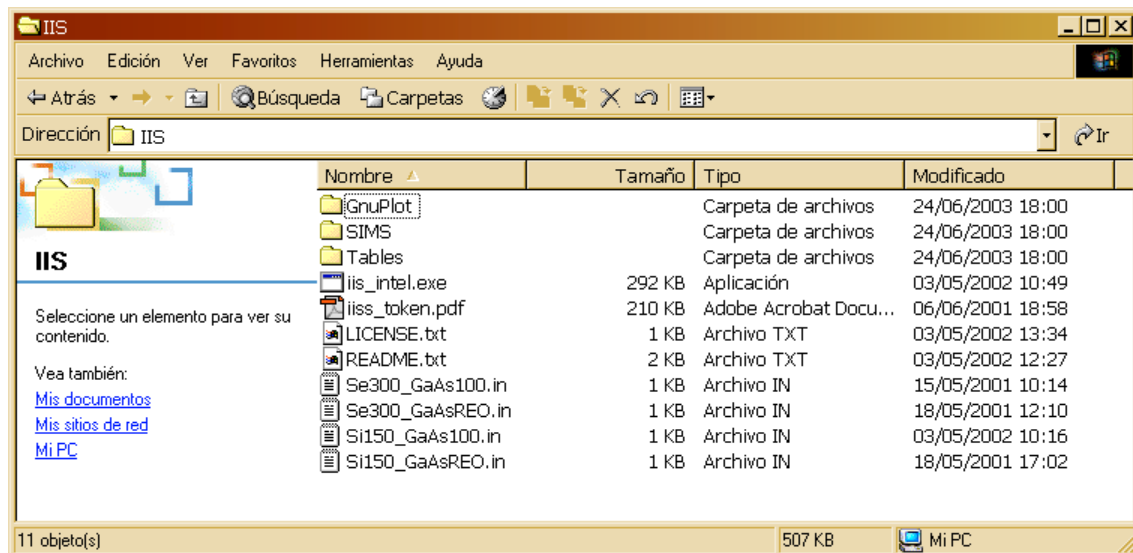 IIS
Archivo Edición Ver Favoritos Herramientas Ayuda
Atrás Búsqueda Carpetas
Dirección IIS Ir
IIS
Seleccione un elemento para ver su
contenido.
Vea también:
Mis documentos
Mis sitios de red
Mi PC
Nombre Tamaño Tipo Modificado
GnuPlot Carpeta de archivos 24/06/2003 18:00
SIMS Carpeta de archivos 24/06/2003 18:00
Tables Carpeta de archivos 24/06/2003 18:00
iis_intel.exe 292 KB Aplicación 03/05/2002 10:49
iiss_token.pdf 210 KB Adobe Acrobat Docu... 06/06/2001 18:58
LICENSE.txt 1 KB Archivo TXT 03/05/2002 13:34
README.txt 2 KB Archivo TXT 03/05/2002 12:27
Se300_GaAs100.in 1 KB Archivo IN 15/05/2001 10:14
Se300_GaAsREO.in 1 KB Archivo IN 18/05/2001 12:10
Si150_GaAs100.in 1 KB Archivo IN 03/05/2002 10:16
Si150_GaAsREO.in 1 KB Archivo IN 18/05/2001 17:02
11 objeto(s) 507 KB Mi PC